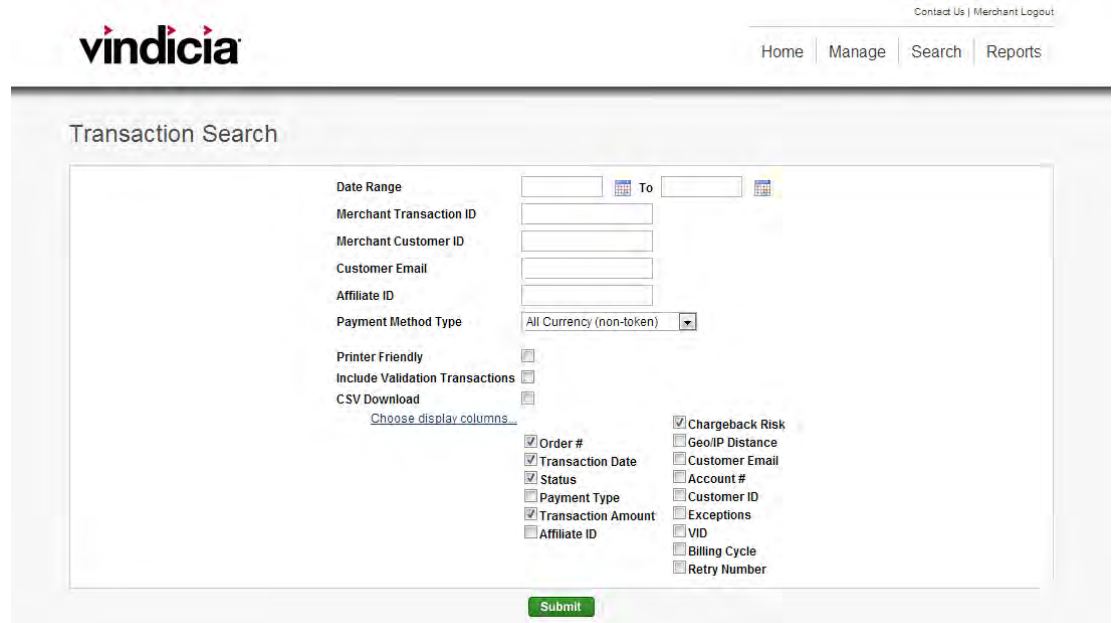 Contact Us | Merchant Logout
vindicia
Home Manage Search Reports
Transaction Search
Date Range To
Merchant Transaction ID
Merchant Customer ID
Customer Email
Affiliate ID
Payment Method Type All Currency (non-token)
Printer Friendly
Include Validation Transactions
CSV Download
Choose display columns...
Order #
Transaction Date
Status
Payment Type
Transaction Amount
Affiliate ID
Chargeback Risk
Geo/IP Distance
Customer Email
Account #
Customer ID
Exceptions
VID
Billing Cycle
Retry Number
Submit